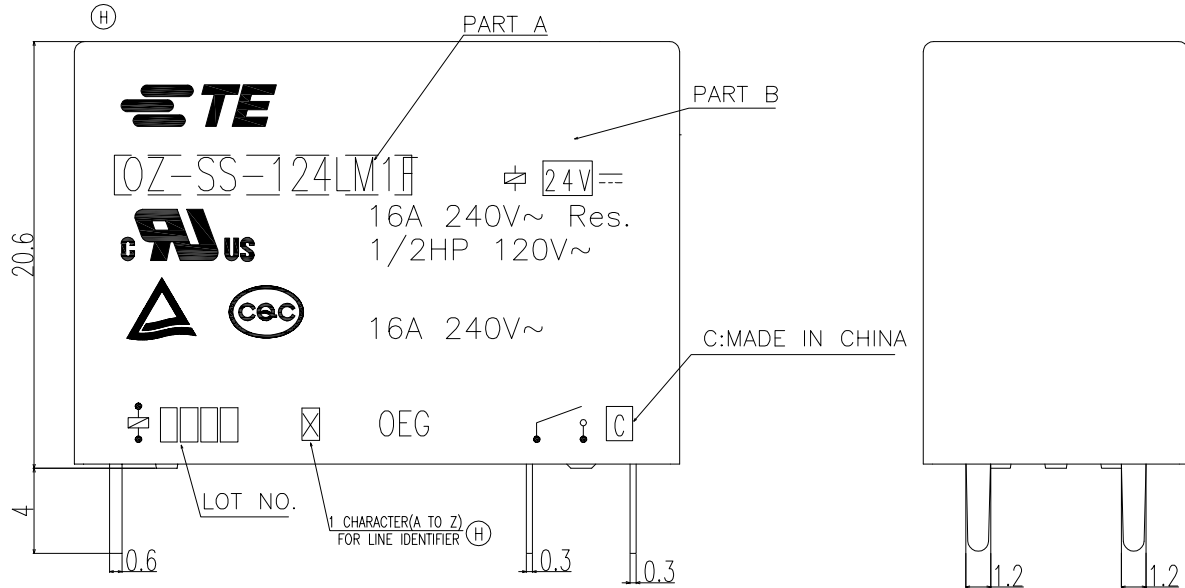 H
PART A
TE
PART B
OZ-SS-124LM1F
24V
16A 240V~ Res.
C US
1/2HP 120V~
20.6
CQC
16A 240V~
C:MADE IN CHINA
OEG
C
4
LOT NO.
1 CHARACTER(A TO Z)
FOR LINE IDENTIFIER H
0.6
0.3
0.3
1.2
1.2